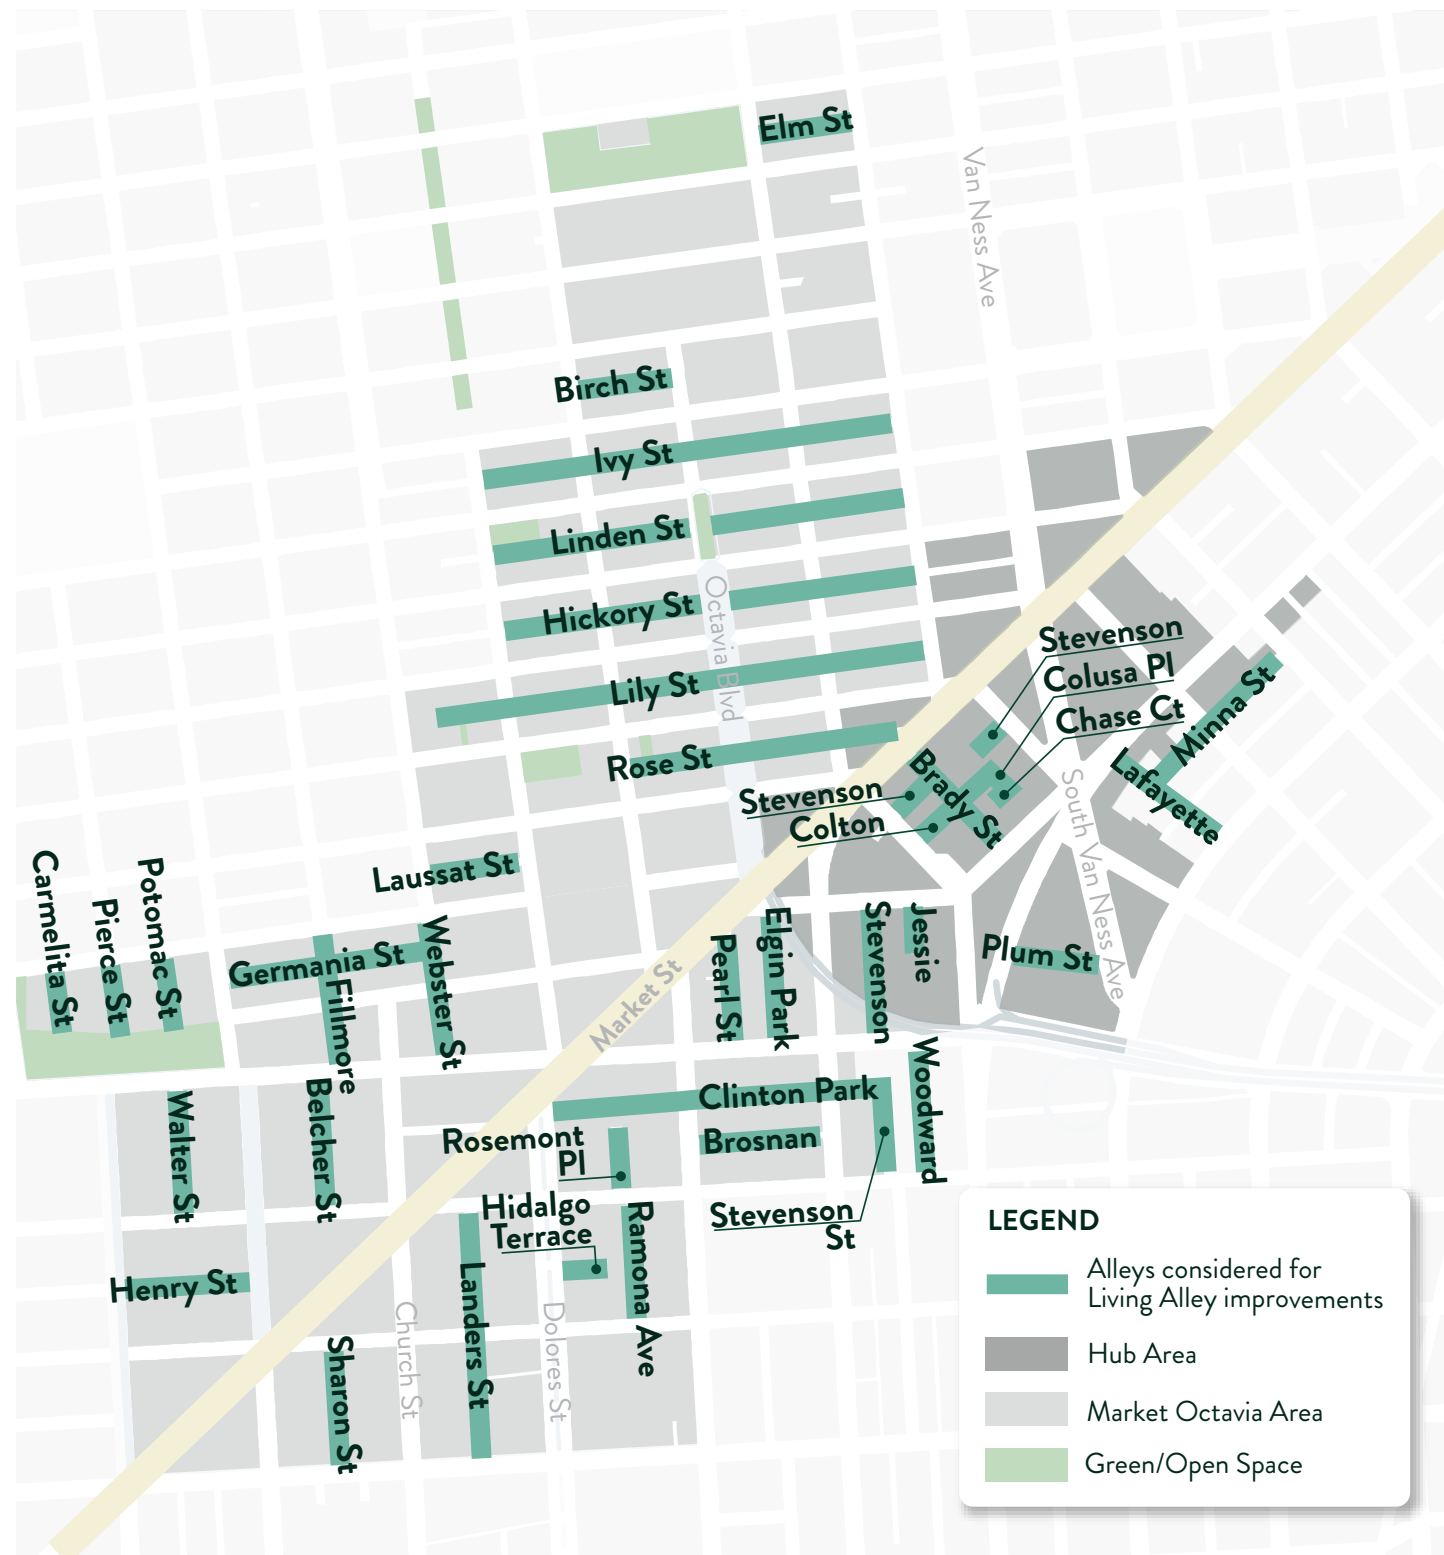 Elm St
Van Ness Ave
Birch St
Ivy St
Linden St
Octavia Blvd
Hickory St
Stevenson
Colusa Pl
Chase Ct
Lily St
Minna St
Rose St
Brady St
Lafayette
Stevenson
Colton
South Van Ness Ave
Laussat St
Carmelita St
Pierce St
Potomac St
Germania St
Webster St
Fillmore
Market St
Pearl St
Elgin Park
Stevenson
Jessie
Plum St
Woodward
Walter St
Belcher St
Clinton Park
Rosemont
Pl
Brosnan
Hidalgo
Terrace
Ramona Ave
Stevenson
St
Henry St
Landers St
Church St
Dolores St
Sharon St
LEGEND
Alleys considered for
Living Alley improvements
Hub Area
Market Octavia Area
Green/Open Space